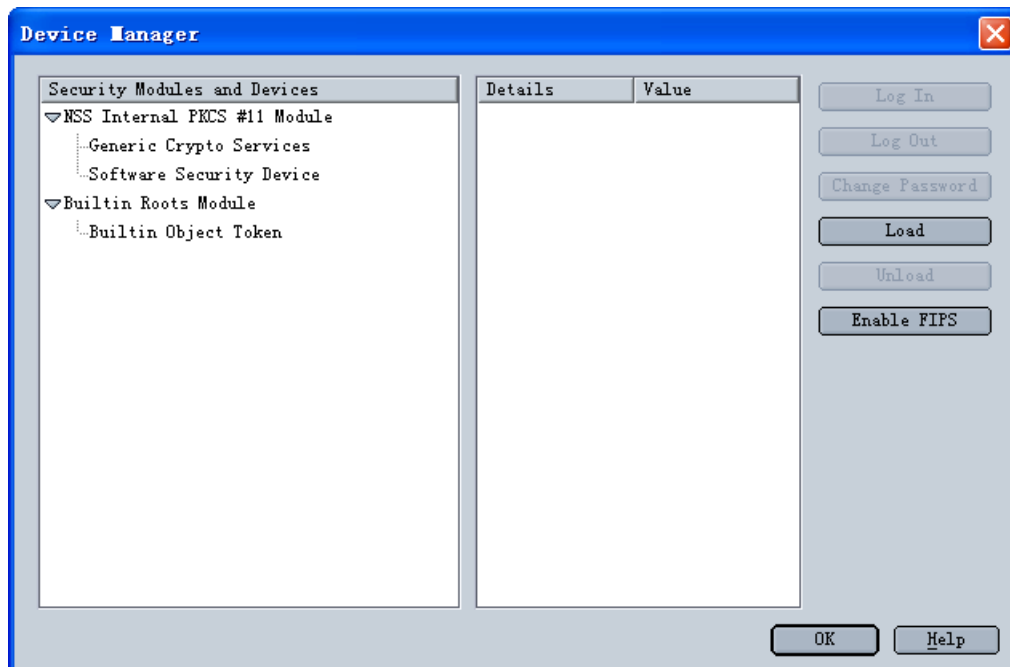 Device Manager
Security Modules and Devices
Details Value
NSS Internal PKCS #11 Module
Generic Crypto Services
Software Security Device
Builtin Roots Module
Builtin Object Token
Log In
Log Out
Change Password
Load
Unload
Enable FIPS
OK
Help